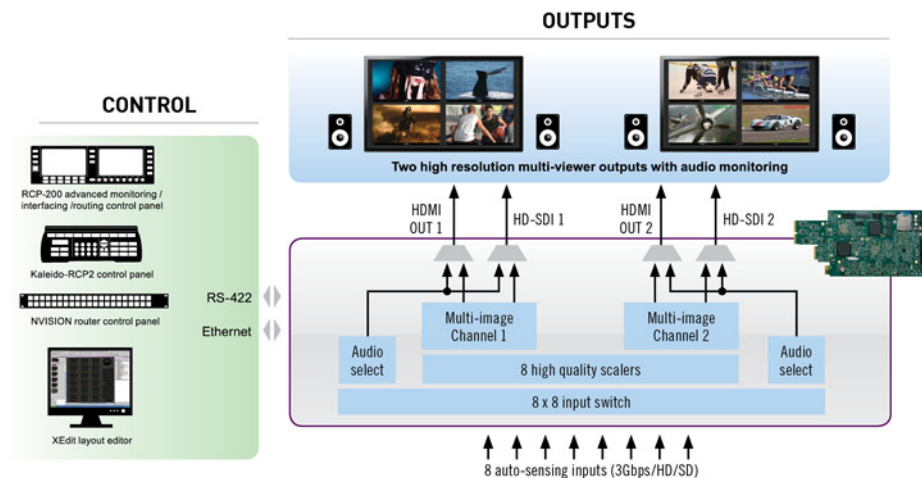 OUTPUTS
CONTROL
RCP-200 advanced monitoring /
interfacing /routing control panel
Kaleido-RCP2 control panel
NVISION router control panel
XEdit layout editor
RS-422
Ethernet
Two high resolution multi-viewer outputs with audio monitoring
HDMI
OUT 1
HD-SDI 1
HDMI
OUT 2
HD-SDI 2
Audio
select
Multi-image
Channel 1
Multi-image
Channel 2
Audio
select
8 high quality scalers
8 x 8 input switch
8 auto-sensing inputs (3Gbps/HD/SD)